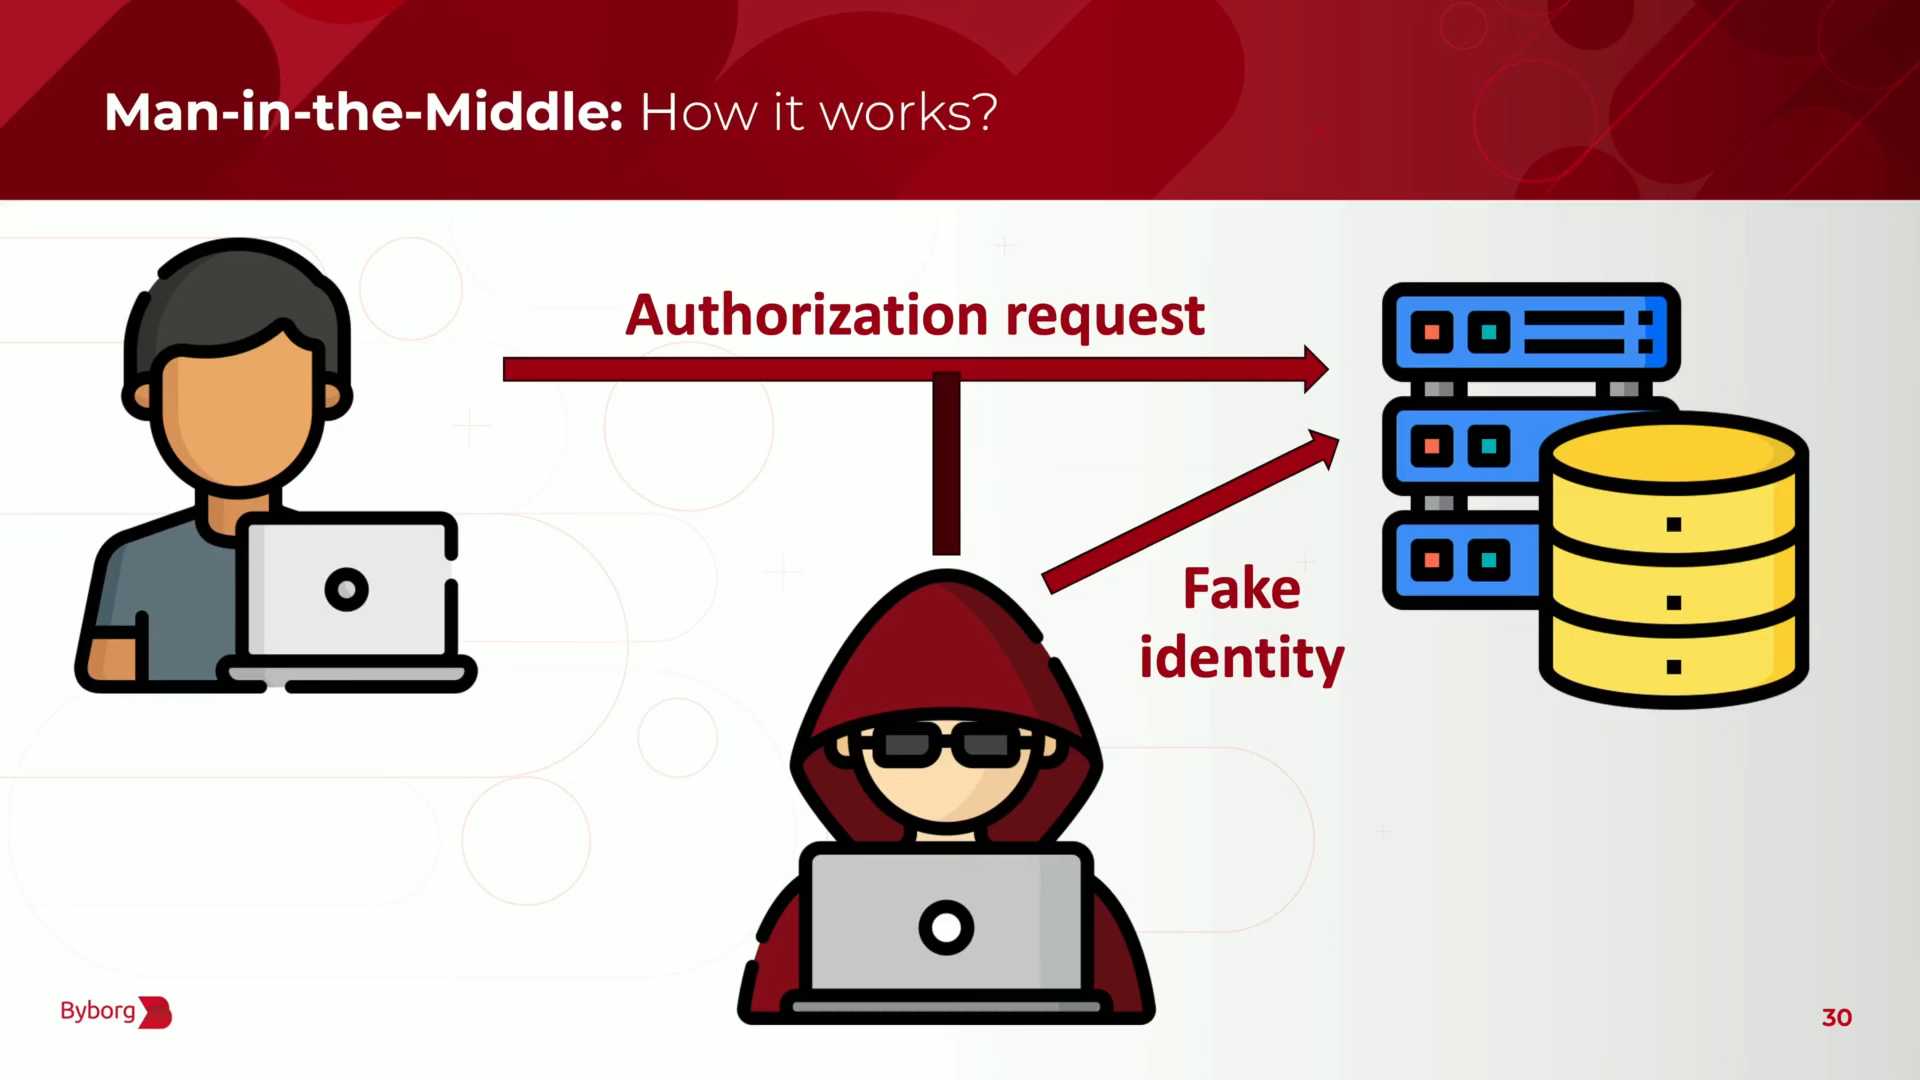 Man-in-the-Middle: How it works?
Authorization request
Fake
identity
Byborg
30